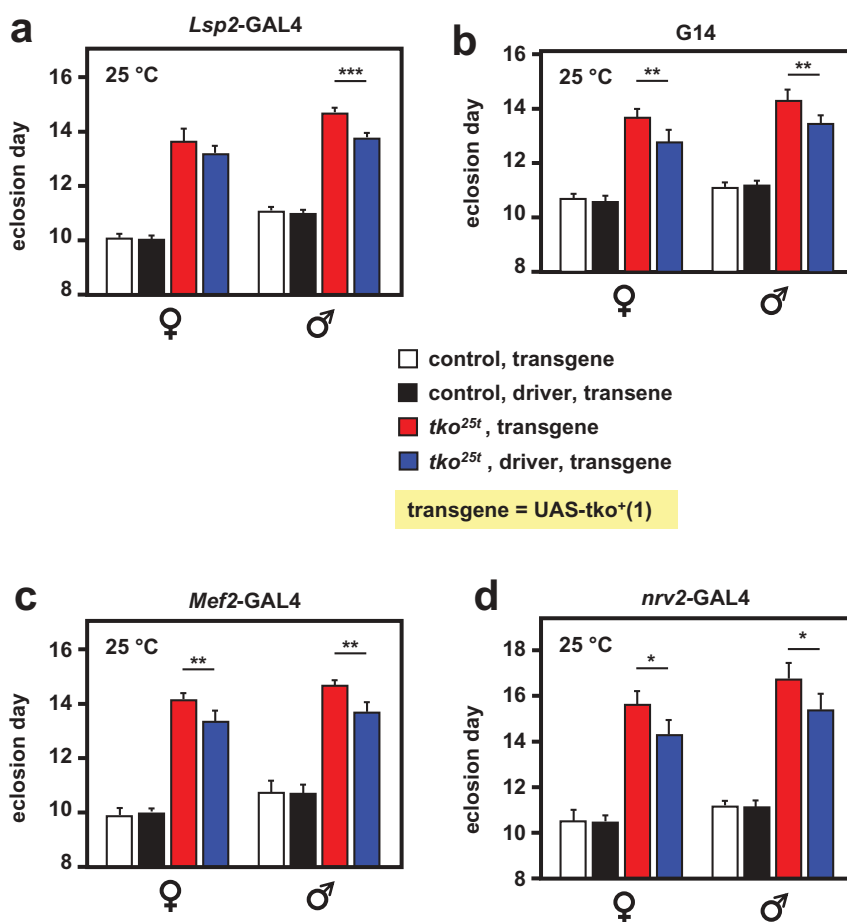 a
Lsp2-GAL4
25 °C
***
eclosion day
16
14
12
10
8
♀ ♂
b
G14
25 °C
** **
eclosion day
16
14
12
10
8
♀ ♂
control, transgene
control, driver, transene
tko25t , transgene
tko25t , driver, transgene
transgene = UAS-tko+(1)
c
Mef2-GAL4
25 °C
** **
eclosion day
16
14
12
10
8
♀ ♂
d
nrv2-GAL4
25 °C
* *
eclosion day
18
16
14
12
10
8
♀ ♂